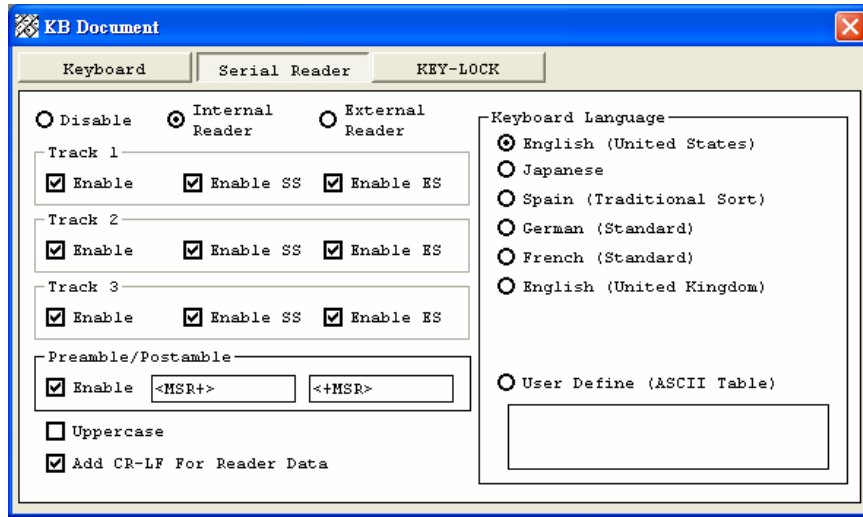 KB Document
Keyboard
Serial Reader
KEY-LOCK
Disable
Internal
Reader
External
Reader
Track 1
Enable
Enable SS
Enable ES
Track 2
Enable
Enable SS
Enable ES
Track 3
Enable
Enable SS
Enable ES
Preamble/Postamble
Enable
<MSR+>
<+MSR>
Uppercase
Add CR-LF For Reader Data
Keyboard Language
English (United States)
Japanese
Spain (Traditional Sort)
German (Standard)
French (Standard)
English (United Kingdom)
User Define (ASCII Table)